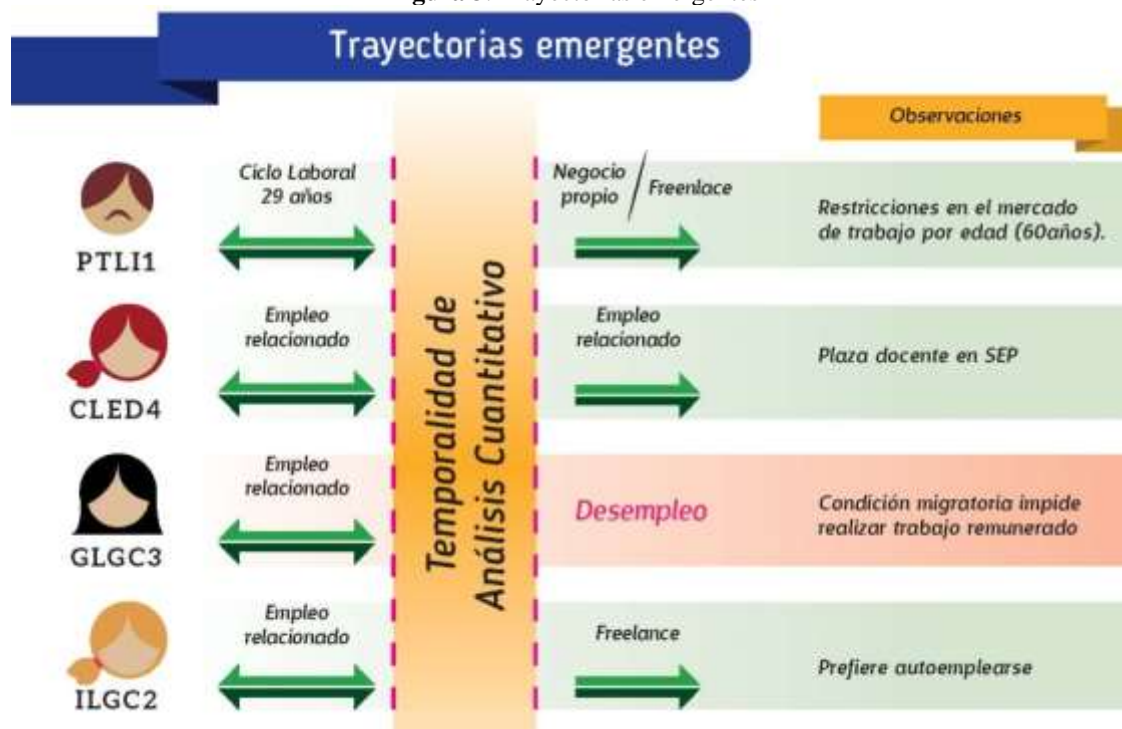 Trayectorias emergentes
Observaciones
Ciclo Laboral
29 años
Negocio
propio / Freenlace
Restricciones en el mercado
de trabajo por edad (60años).
PTLI1
Temporalidad de
Análisis Cuantitativo
Empleo
relacionado
Empleo
relacionado
Plaza docente en SEP
CLED4
Empleo
relacionado
Desempleo
Condición migratoria impide
realizar trabajo remunerado
GLGC3
Empleo
relacionado
Freelance
Prefiere autoemplearse
ILGC2